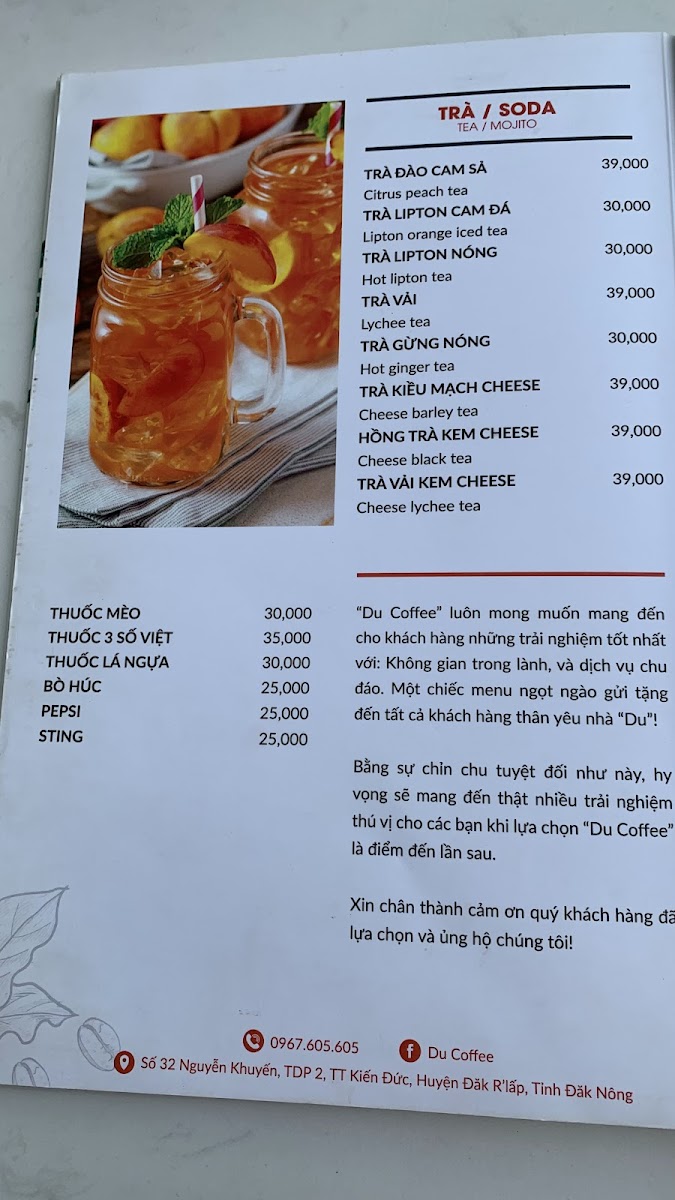 TRÀ / SODA
TEA / MOJITO
TRÀ ĐÀO CAM SẢ 39,000
Citrus peach tea
TRÀ LIPTON CAM ĐÁ 30,000
Lipton orange iced tea
TRÀ LIPTON NÓNG 30,000
Hot lipton tea
TRÀ VẢI 39,000
Lychee tea
TRÀ GỪNG NÓNG 30,000
Hot ginger tea
TRÀ KIỀU MẠCH CHEESE 39,000
Cheese barley tea
HỒNG TRÀ KEM CHEESE 39,000
Cheese black tea
TRÀ VẢI KEM CHEESE 39,000
Cheese lychee tea
THUỐC MÈO 30,000
THUỐC 3 SỐ VIỆT 35,000
THUỐC LÁ NGỰA 30,000
BÒ HÚC 25,000
PEPSI 25,000
STING 25,000
“Du Coffee” luôn mong muốn mang đến
cho khách hàng những trải nghiệm tốt nhất
với: Không gian trong lành, và dịch vụ chu
đáo. Một chiếc menu ngọt ngào gửi tặng
đến tất cả khách hàng thân yêu nhà “Du”!
Bằng sự chỉn chu tuyệt đối như này, hy
vọng sẽ mang đến thật nhiều trải nghiệm
thú vị cho các bạn khi lựa chọn “Du Coffee”
là điểm đến lần sau.
Xin chân thành cảm ơn quý khách hàng đã
lựa chọn và ủng hộ chúng tôi!
0967.605.605 Du Coffee
Số 32 Nguyễn Khuyến, TDP 2, TT Kiến Đức, Huyện Đăk R'lấp, Tỉnh Đăk Nông